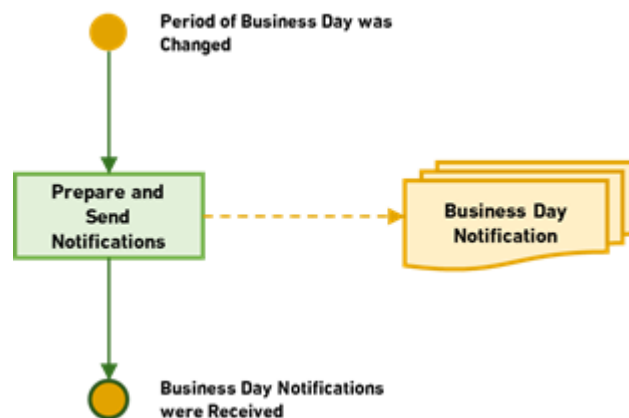 Period of Business Day was
Changed
Prepare and
Send
Notifications
Business Day
Notification
Business Day Notifications
were Received